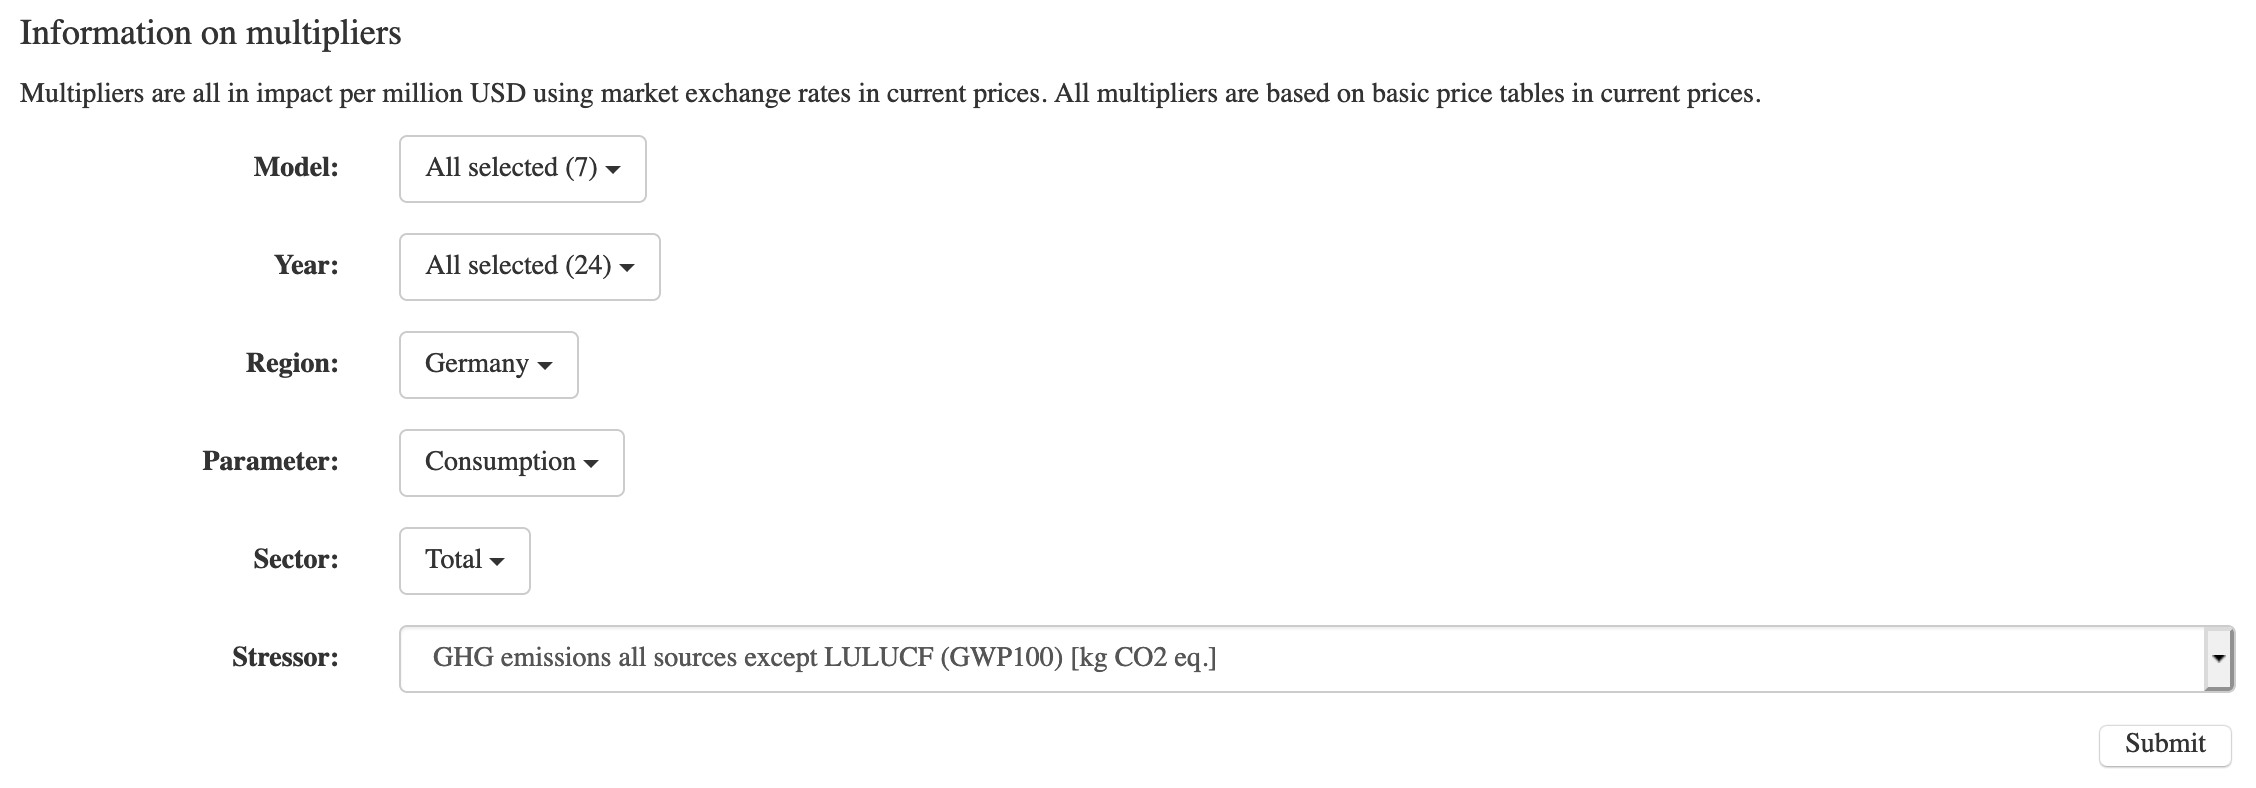 Information on multipliers
Multipliers are all in impact per million USD using market exchange rates in current prices. All multipliers are based on basic price tables in current prices.
Model: All selected (7)
Year: All selected (24)
Region: Germany
Parameter: Consumption
Sector: Total
Stressor: GHG emissions all sources except LULUCF (GWP100) [kg CO2 eq.]
Submit